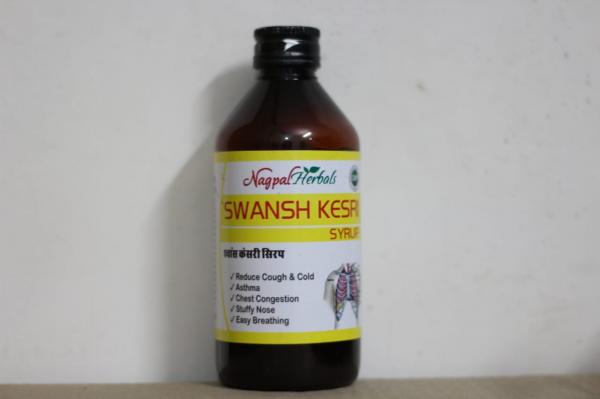 Nagpal Herbals
SWANSH KESRI
SYRUP
श्वांस केसरी सिरप
✓ Reduce Cough & Cold
✓ Asthma
✓ Chest Congestion
✓ Stuffy Nose
✓ Easy Breathing